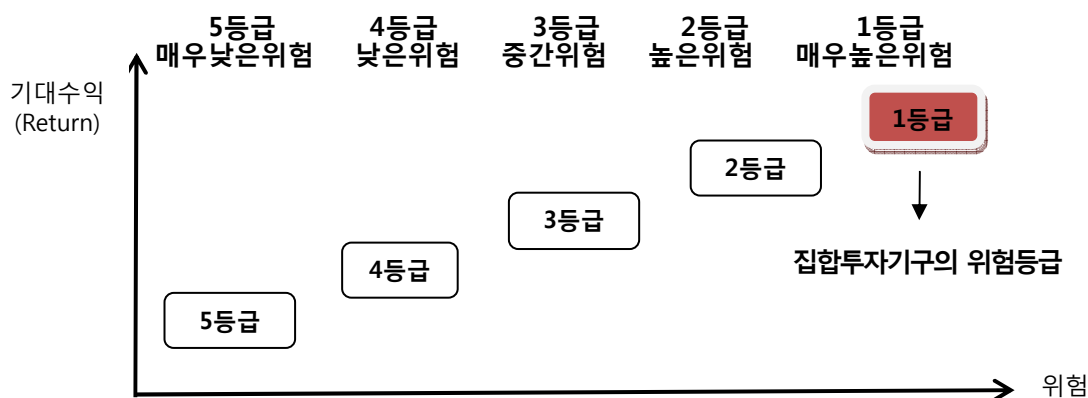 5등급 4등급 3등급 2등급 1등급
매우낮은위험 낮은위험 중간위험 높은위험 매우높은위험
기대수익
(Return)
1등급
2등급
3등급
집합투자기구의 위험등급
4등급
5등급
위험